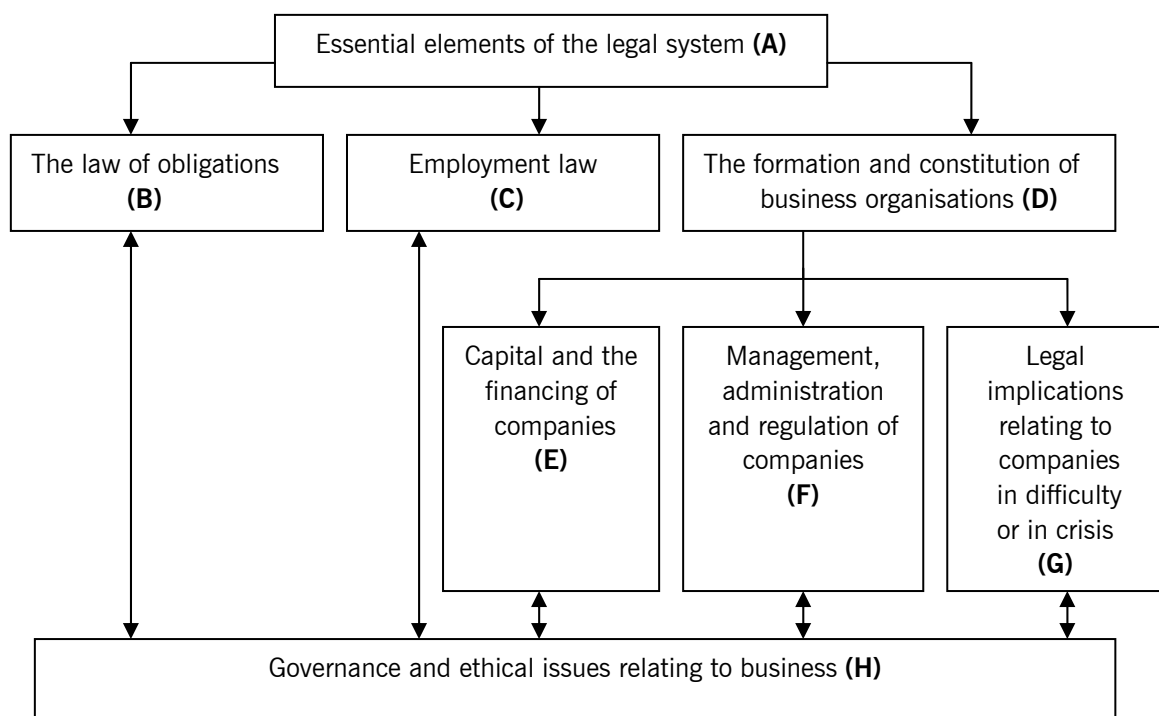 Essential elements of the legal system (A)
The law of obligations
(B)
Employment law
(C)
The formation and constitution of
business organisations (D)
Capital and the
financing of
companies
(E)
Management,
administration
and regulation of
companies
(F)
Legal
implications
relating to
companies
in difficulty
or in crisis
(G)
Governance and ethical issues relating to business (H)